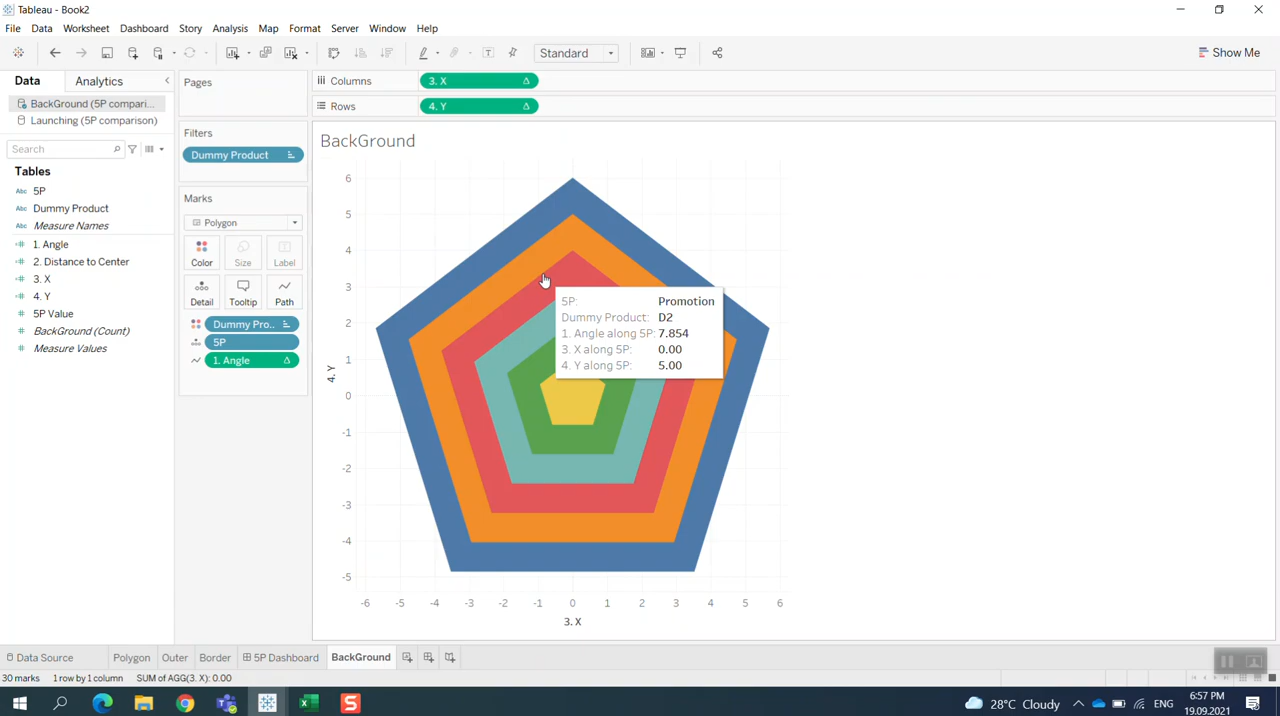 Tableau - Book2
File Data Worksheet Dashboard Story Analysis Map Format Server Window Help
Standard
Show Me
Data Analytics
BackGround (5P compari...
Launching (5P comparison)
Search
Tables
Abc 5P
Abc Dummy Product
Abc Measure Names
1. Angle
2. Distance to Center
3. X
4. Y
5P Value
BackGround (Count)
Measure Values
Pages
Filters
Dummy Product
Marks
Polygon
Color Size Label
Detail Tooltip Path
Dummy Pro..
5P
1. Angle
Columns 3. X
Rows 4. Y
BackGround
6
5
4
3
2
1
0
-1
-2
-3
-4
-5
4. Y
-6 -5 -4 -3 -2 -1 0 1 2 3 4 5 6
3. X
5P: Promotion
Dummy Product: D2
1. Angle along 5P: 7.854
3. X along 5P: 0.00
4. Y along 5P: 5.00
Data Source Polygon Outer Border 5P Dashboard BackGround
30 marks 1 row by 1 column SUM of AGG(3. X): 0.00
28°C Cloudy ENG 6:57 PM
19.09.2021